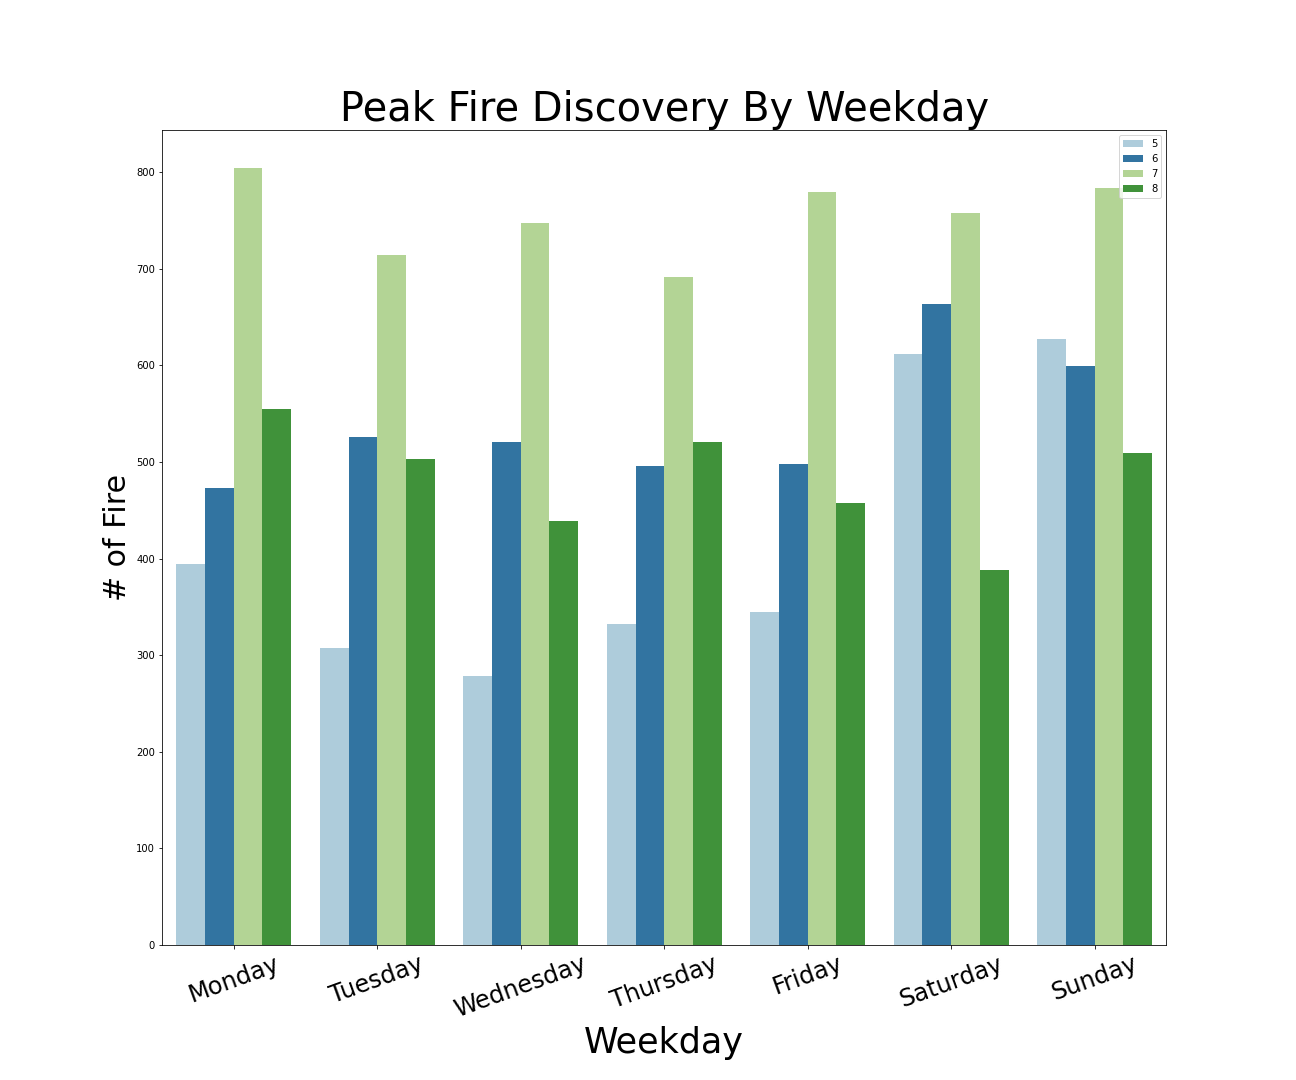 Peak Fire Discovery By Weekday
5
6
7
8
800
700
600
500
400
300
200
100
0
# of Fire
Monday
Tuesday
Wednesday
Thursday
Friday
Saturday
Sunday
Weekday